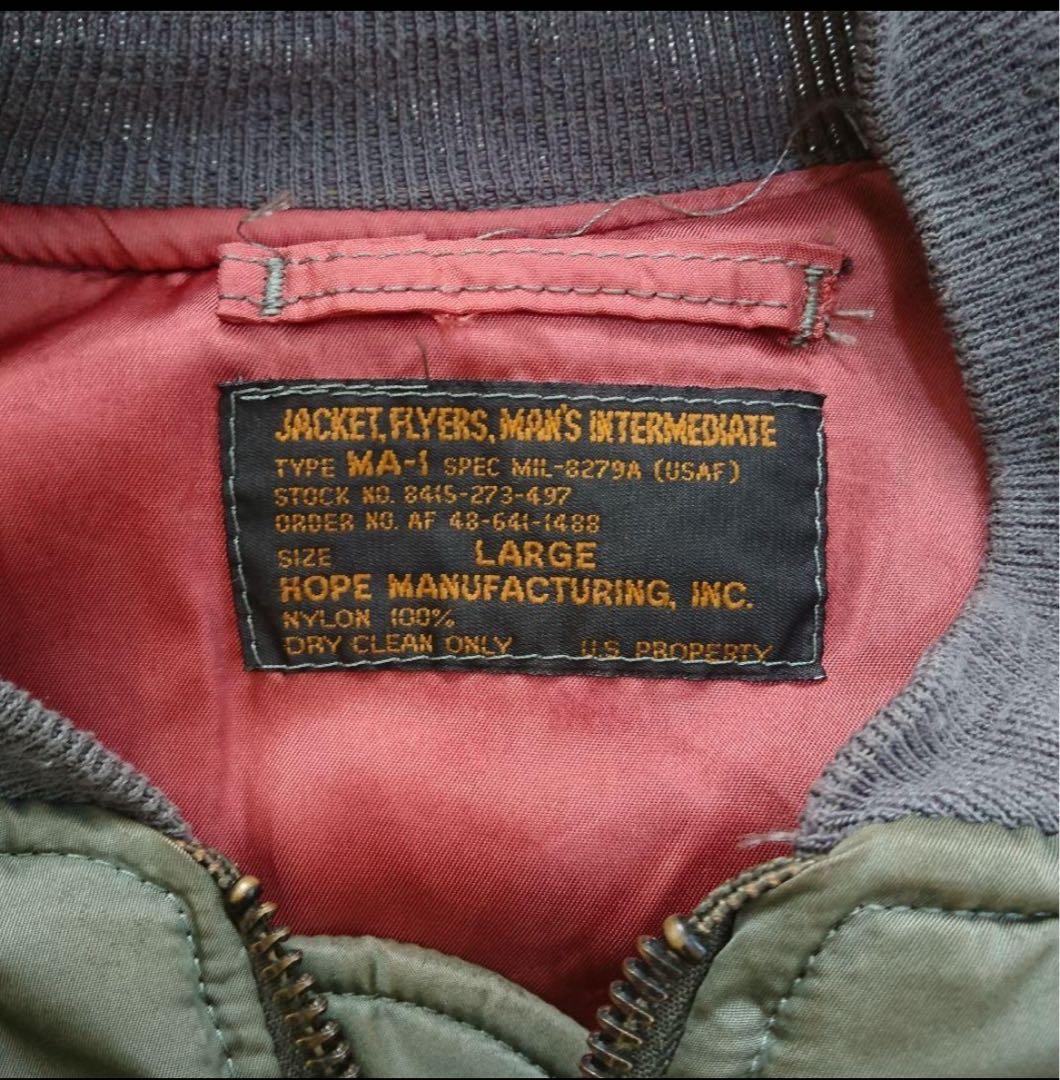 JACKET, FLYERS, MAN'S INTERMEDIATE
TYPE MA-1 SPEC MIL-8279A (USAF)
STOCK NO. 8415-273-497
ORDER NO. AF 48-641-1488
SIZE LARGE
HOPE MANUFACTURING, INC.
NYLON 100%
DRY CLEAN ONLY U.S. PROPERTY